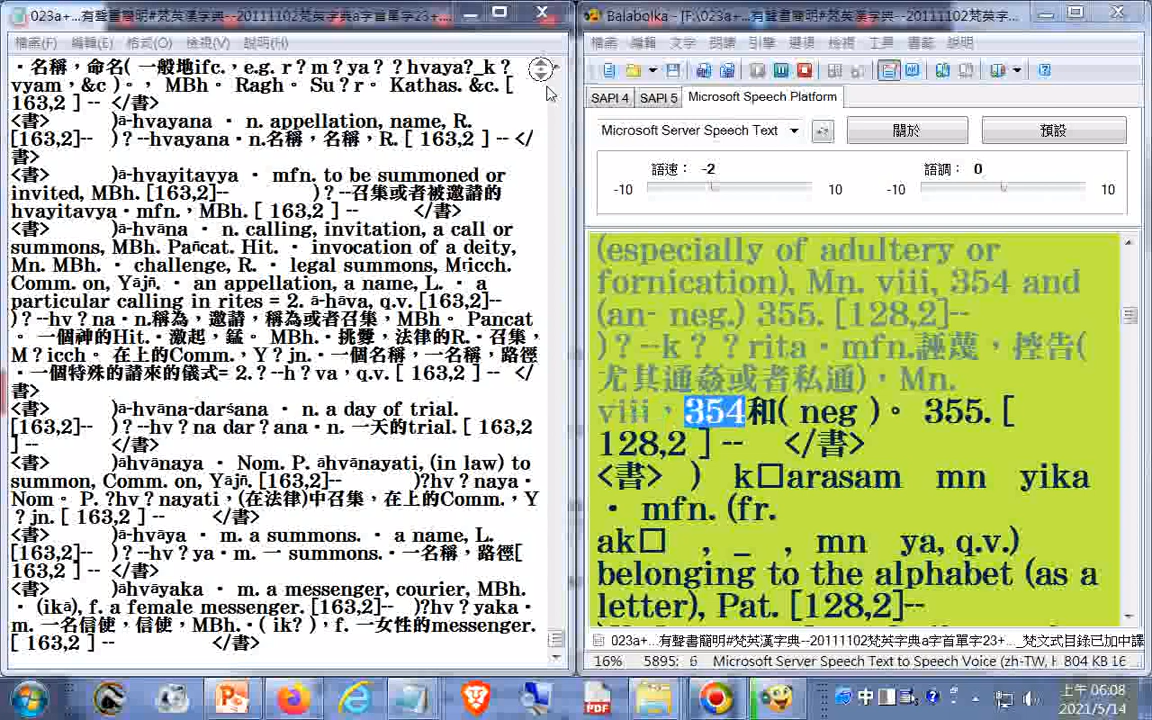 023a+...有聲書簡明#梵英漢字典--20111102梵英字典a字首單字23+...
檔案(F) 編輯(E) 格式(O) 檢視(V) 說明(H)
‧名稱，命名( 一般地ifc.，e.g. r？m？ya？？hvaya?_k？
vyam，&c )。， MBh。 Ragh。 Su？r。 Kathas. &c. [
163,2 ] -- </書>
<書> )ā-hvayana ‧ n. appellation, name, R.
[163,2]-- )？--hvayana‧n.名稱，名稱，R. [ 163,2 ] -- </
書>
<書> )ā-hvayitavya ‧ mfn. to be summoned or
invited, MBh. [163,2]-- )？--召集或者被邀請的
hvayitavya‧mfn.，MBh. [ 163,2 ] -- </書>
<書> )ā-hvāna ‧ n. calling, invitation, a call or
summons, MBh. Pañcat. Hit. ‧ invocation of a deity,
Mn. MBh. ‧ challenge, R. ‧ legal summons, Mṛicch.
Comm. on, Yājñ. ‧ an appellation, a name, L. ‧ a
particular calling in rites = 2. ā-hāva, q.v. [163,2]--
)？--hv？na‧n.稱為，邀請，稱為或者召集，MBh。 Pancat
。一個神的Hit.‧激起，錳。 MBh.‧挑釁，法律的R.‧召集，
M？icch。 在上的Comm.，Y？jn.‧一個名稱，一名稱，路徑
‧一個特殊的請來的儀式= 2.？--h？va，q.v. [ 163,2 ] -- </
書>
<書> )ā-hvāna-darśana ‧ n. a day of trial.
[163,2]-- )？--hv？na dar？ana‧n. 一天的trial. [ 163,2
] -- </書>
<書> )āhvānaya ‧ Nom. P. āhvānayati, (in law) to
summon, Comm. on, Yājñ. [163,2]-- )?hv？naya‧
Nom。 P. ?hv？nayati，(在法律)中召集，在上的Comm.，Y
？jn. [ 163,2 ] -- </書>
<書> )ā-hvāya ‧ m. a summons. ‧ a name, L.
[163,2]-- )？--hv？ya‧m. 一 summons.‧一名稱，路徑[
163,2 ] -- </書>
<書> )āhvāyaka ‧ m. a messenger, courier, MBh.
‧ (ikā), f. a female messenger. [163,2]-- )?hv？yaka‧
m. 一名信使，信使，MBh.‧( ik？)，f. 一女性的messenger.
[ 163,2 ] -- </書>
Balabolka - [F:\023a+...有聲書簡明#梵英漢字典--20111102梵英字...
檔案 編輯 文字 朗讀 引擎 選項 檢視 工具 書籤 說明
SAPI 4 SAPI 5 Microsoft Speech Platform
Microsoft Server Speech Text 關於 預設
語速： -2 語調： 0
-10 10 -10 10
(especially of adultery or
fornication), Mn. viii, 354 and
(an- neg.) 355. [128,2]--
)？--k？？rita‧mfn.誣蔑，控告(
尤其通姦或者私通)，Mn.
viii，354和( neg )。 355. [
128,2 ] -- </書>
<書> ) k□arasam mn yika
‧ mfn. (fr.
ak□ , _ , mn ya, q.v.)
belonging to the alphabet (as a
letter), Pat. [128,2]--
023a+...有聲書簡明#梵英漢字典--20111102梵英字典a字首單字23+..._梵文式目錄已加中譯
16% 5895: 6 Microsoft Server Speech Text to Speech Voice (zh-TW, H 804 KB 16
中
上午 06:08
2021/5/14